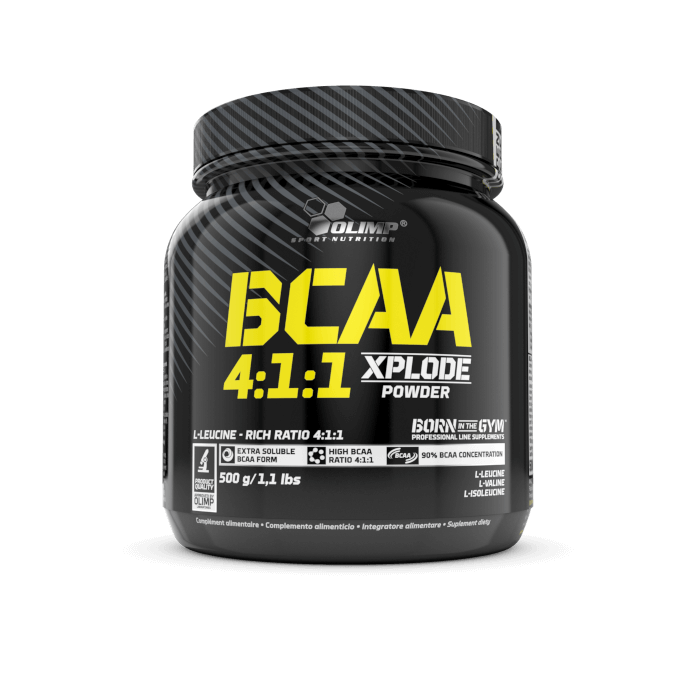 OLIMP®
SPORT NUTRITION
BCAA
4:1:1 XPLODE
POWDER
BORN IN THE GYM®
PROFESSIONAL LINE SUPPLEMENTS
L-LEUCINE - RICH RATIO 4:1:1
EXTRA SOLUBLE
BCAA FORM
HIGH BCAA
RATIO 4:1:1
BCAA
90% BCAA CONCENTRATION
PRODUCT
QUALITY
APPROVED BY
OLIMP
500 g/1,1 lbs
L-LEUCINE
L-VALINE
L-ISOLEUCINE
Complément alimentaire • Complemento alimenticio • Integratore alimentare • Suplement diety